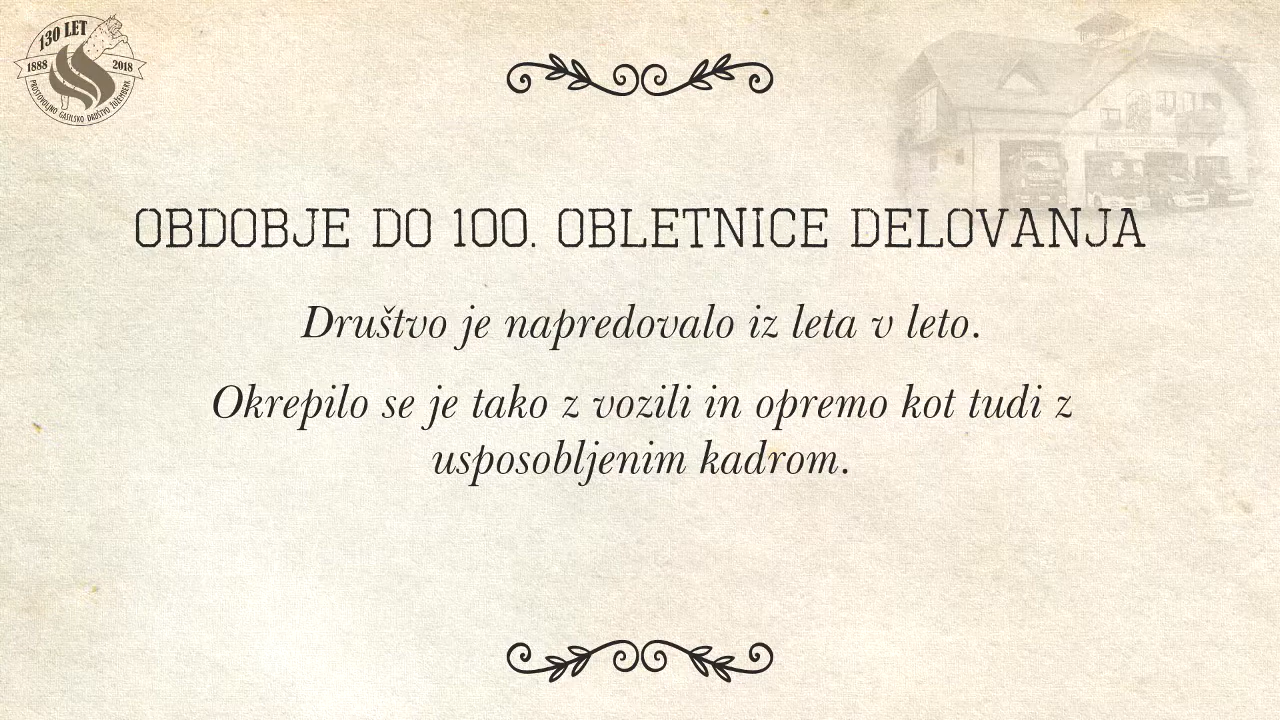 130 LET
1888 2018
PROSTOVOLJNO GASILSKO DRUŠTVO ŽUŽEMBERK
OBDOBJE DO 100. OBLETNICE DELOVANJA
Društvo je napredovalo iz leta v leto.
Okrepilo se je tako z vozili in opremo kot tudi z
usposobljenim kadrom.